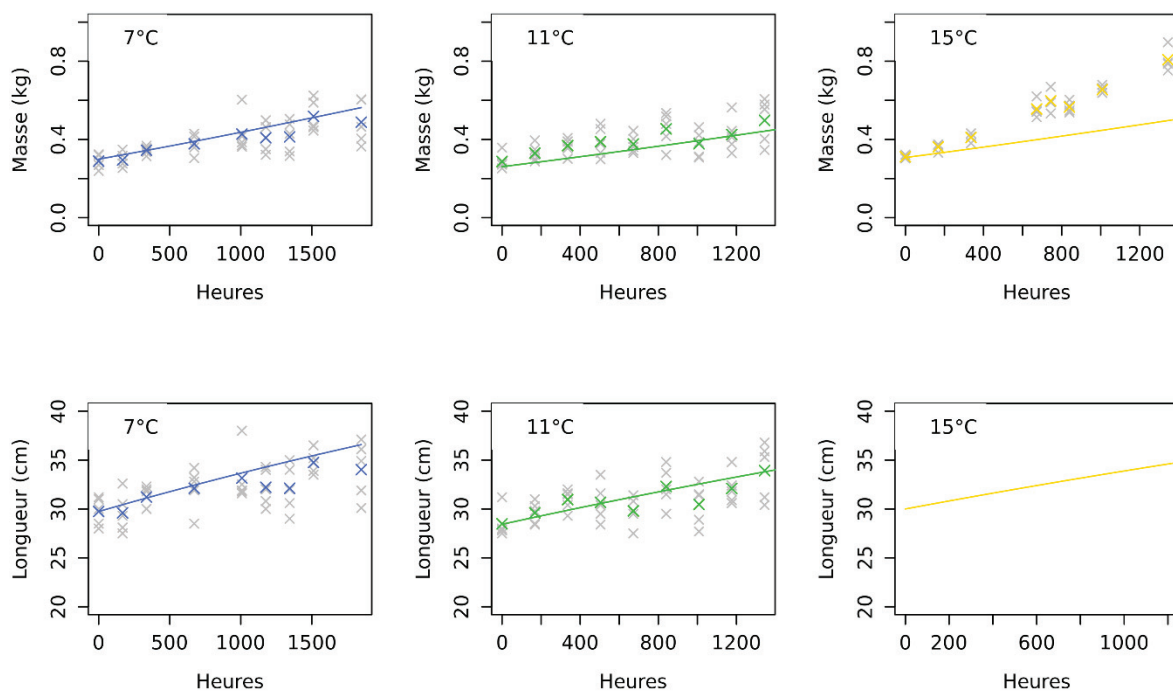 7°C
Masse (kg)
0.0 0.4 0.8
0 500 1000 1500
Heures
11°C
Masse (kg)
0.0 0.4 0.8
0 400 800 1200
Heures
15°C
Masse (kg)
0.0 0.4 0.8
0 400 800 1200
Heures
7°C
Longueur (cm)
20 25 30 35 40
0 500 1000 1500
Heures
11°C
Longueur (cm)
20 25 30 35 40
0 400 800 1200
Heures
15°C
Longueur (cm)
20 25 30 35 40
0 200 600 1000
Heures